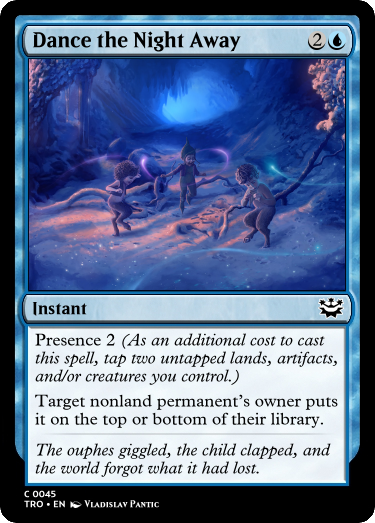 Dance the Night Away 2
Instant
Presence 2 (As an additional cost to cast
this spell, tap two untapped lands, artifacts,
and/or creatures you control.)
Target nonland permanent's owner puts
it on the top or bottom of their library.
The ouphes giggled, the child clapped, and
the world forgot what it had lost.
C 0045
TRO • EN Vladislav Pantic